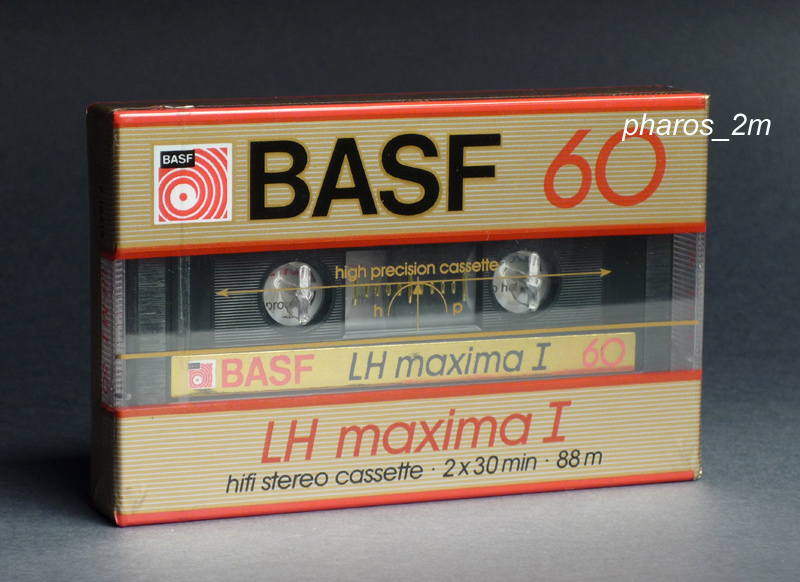 pharos_2m
BASF
BASF 60
high precision cassette
h p
BASF LH maxima I 60
LH maxima I
hifi stereo cassette · 2 x 30 min · 88 m